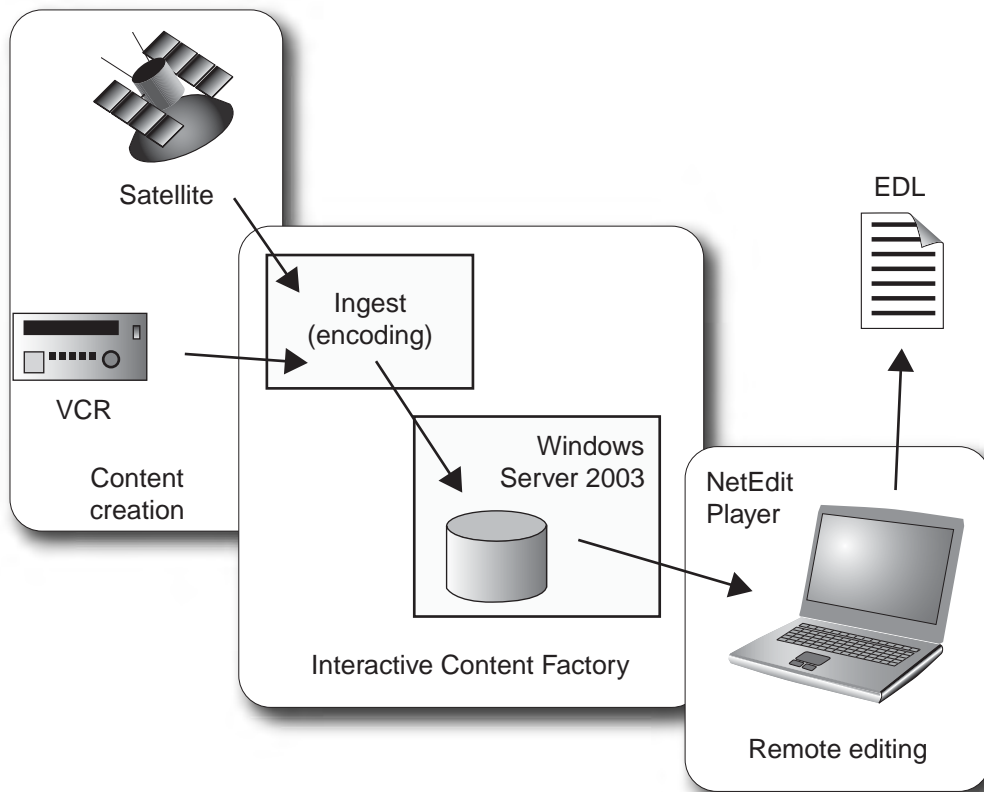 Satellite
VCR
Content
creation
Ingest
(encoding)
Windows
Server 2003
Interactive Content Factory
EDL
NetEdit
Player
Remote editing